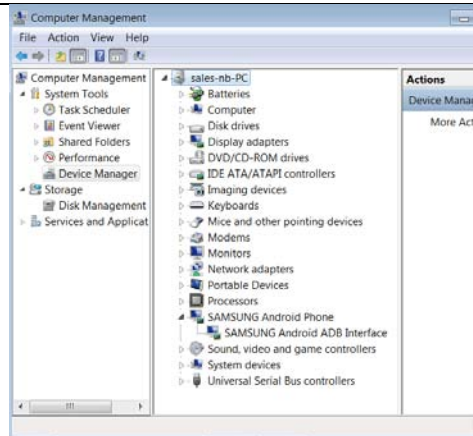 Computer Management
File Action View Help
Computer Management
System Tools
Task Scheduler
Event Viewer
Shared Folders
Performance
Device Manager
Storage
Disk Management
Services and Applicat
sales-nb-PC
Batteries
Computer
Disk drives
Display adapters
DVD/CD-ROM drives
IDE ATA/ATAPI controllers
Imaging devices
Keyboards
Mice and other pointing devices
Modems
Monitors
Network adapters
Portable Devices
Processors
SAMSUNG Android Phone
SAMSUNG Android ADB Interface
Sound, video and game controllers
System devices
Universal Serial Bus controllers
Actions
Device Manag
More Act